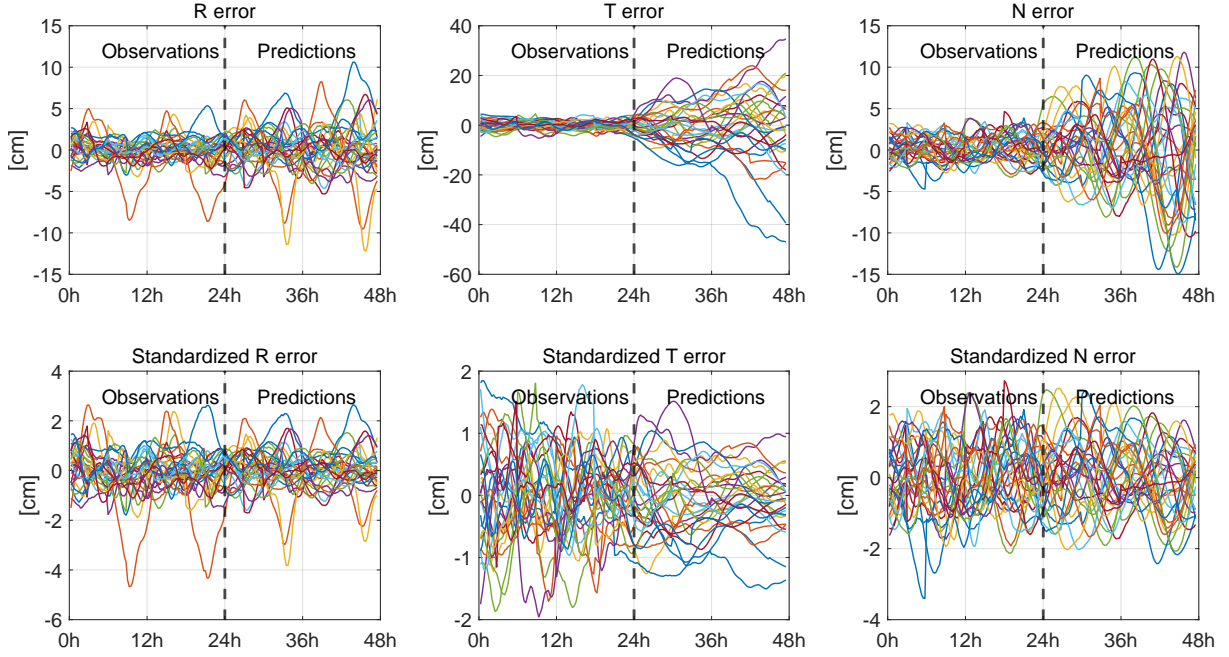 R error
T error
N error
Observations Predictions
Observations Predictions
Observations Predictions
15
10
5
0
-5
-10
-15
[cm]
0h 12h 24h 36h 48h
40
20
0
-20
-40
-60
[cm]
0h 12h 24h 36h 48h
15
10
5
0
-5
-10
-15
[cm]
0h 12h 24h 36h 48h
Standardized R error
Standardized T error
Standardized N error
Observations Predictions
Observations Predictions
Observations Predictions
4
2
0
-2
-4
-6
[cm]
0h 12h 24h 36h 48h
2
1
0
-1
-2
[cm]
0h 12h 24h 36h 48h
2
0
-2
-4
[cm]
0h 12h 24h 36h 48h